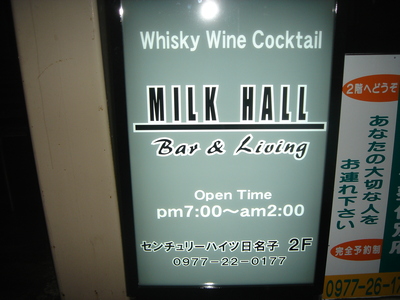 Whisky Wine Cocktail
MILK HALL
Bar & Living
Open Time
pm7:00〜am2:00
センチュリーハイツ日名子 2F
0977-22-0177
2階へどうぞ
あなたの大切な人を
お連れ下さい
完全予約制
0977-26-17